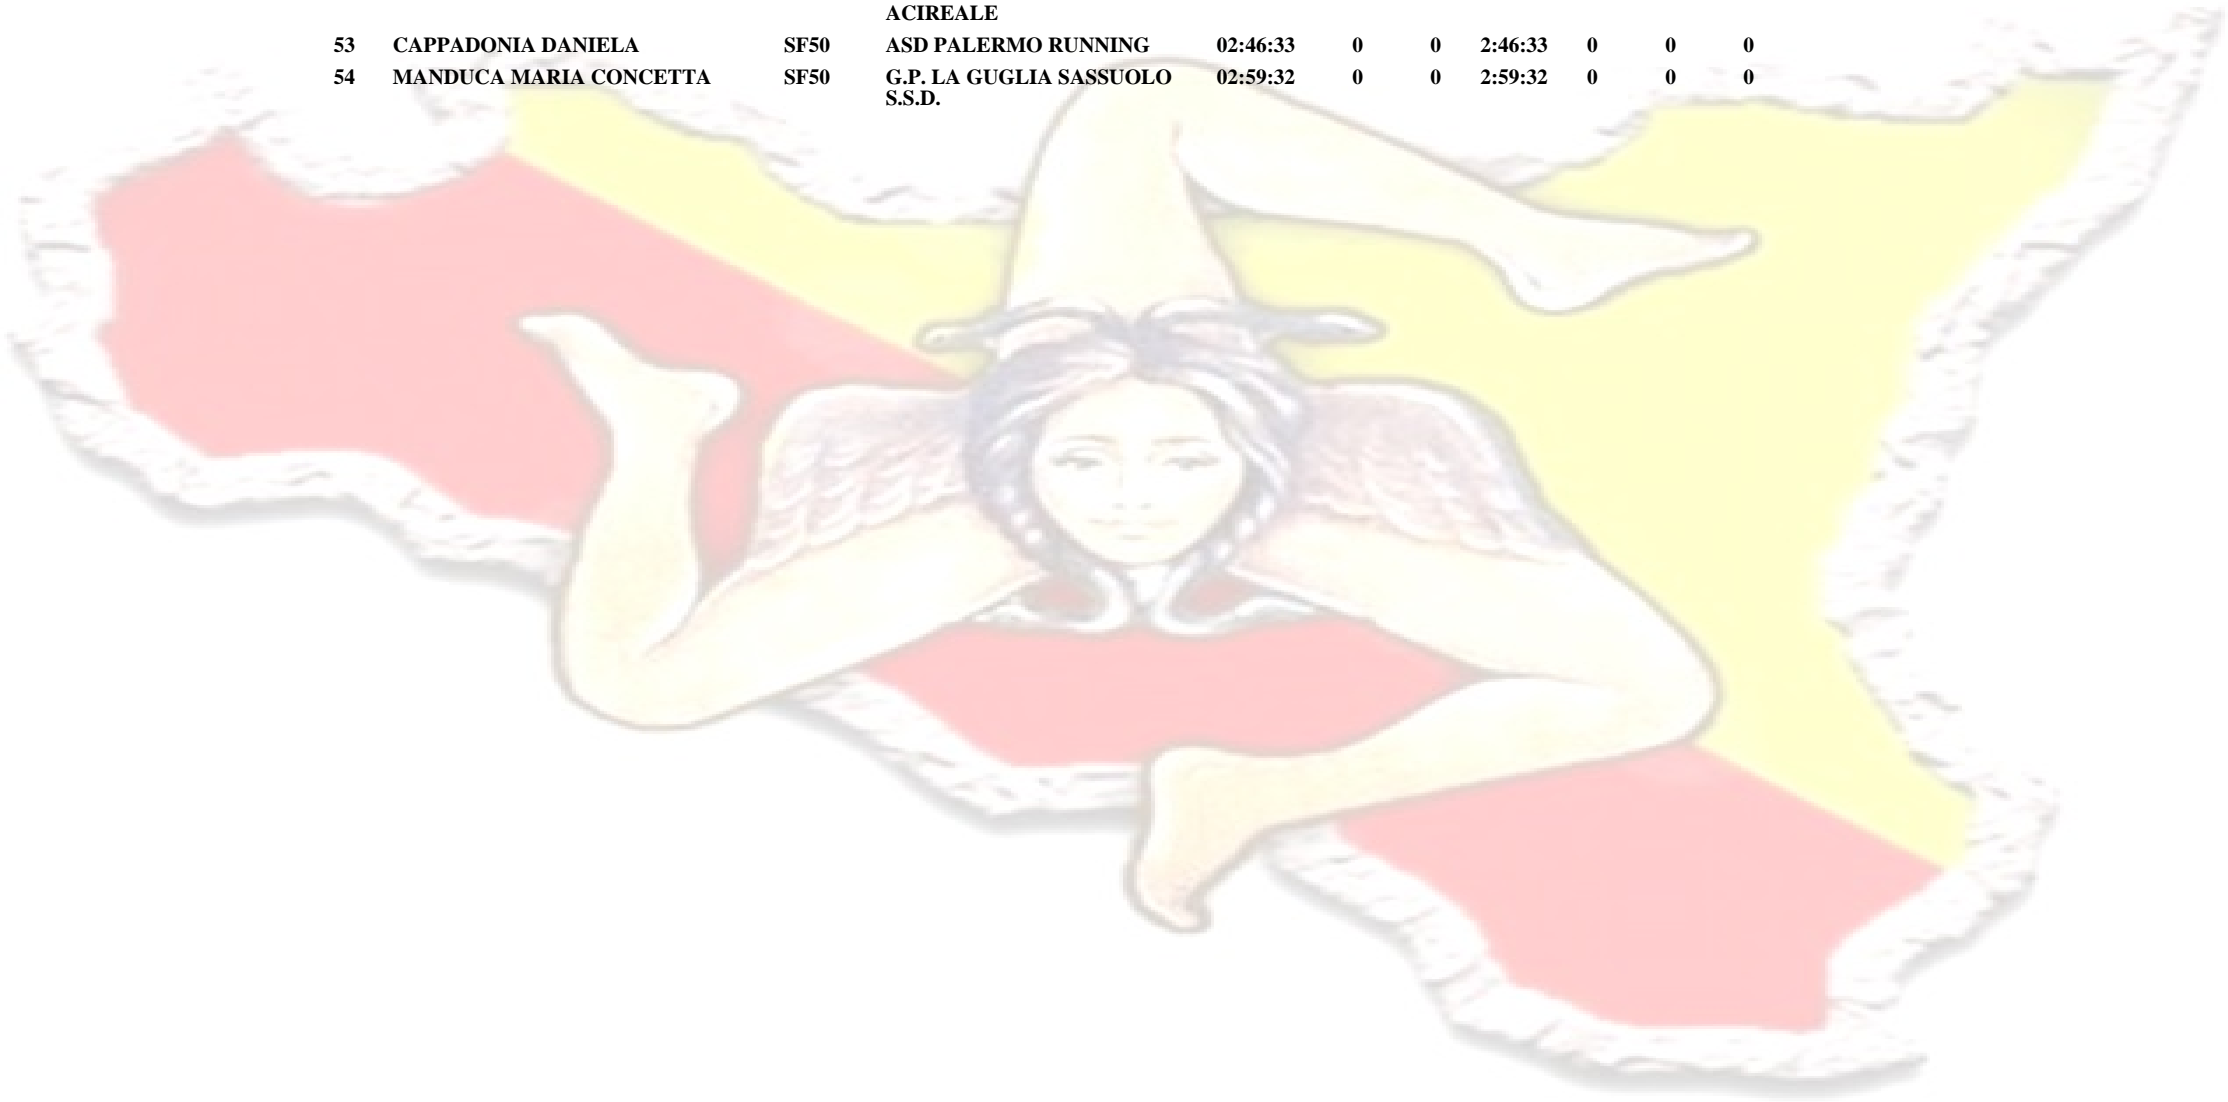 ACIREALE
53 CAPPADONIA DANIELA SF50 ASD PALERMO RUNNING 02:46:33 0 0 2:46:33 0 0 0
54 MANDUCA MARIA CONCETTA SF50 G.P. LA GUGLIA SASSUOLO 02:59:32 0 0 2:59:32 0 0 0
S.S.D.